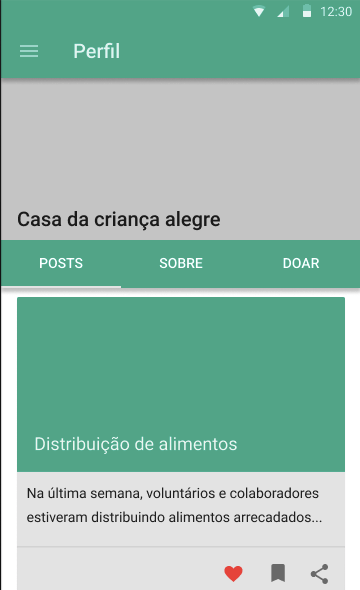 12:30
Perfil
Casa da criança alegre
POSTS SOBRE DOAR
Distribuição de alimentos
Na última semana, voluntários e colaboradores
estiveram distribuindo alimentos arrecadados...